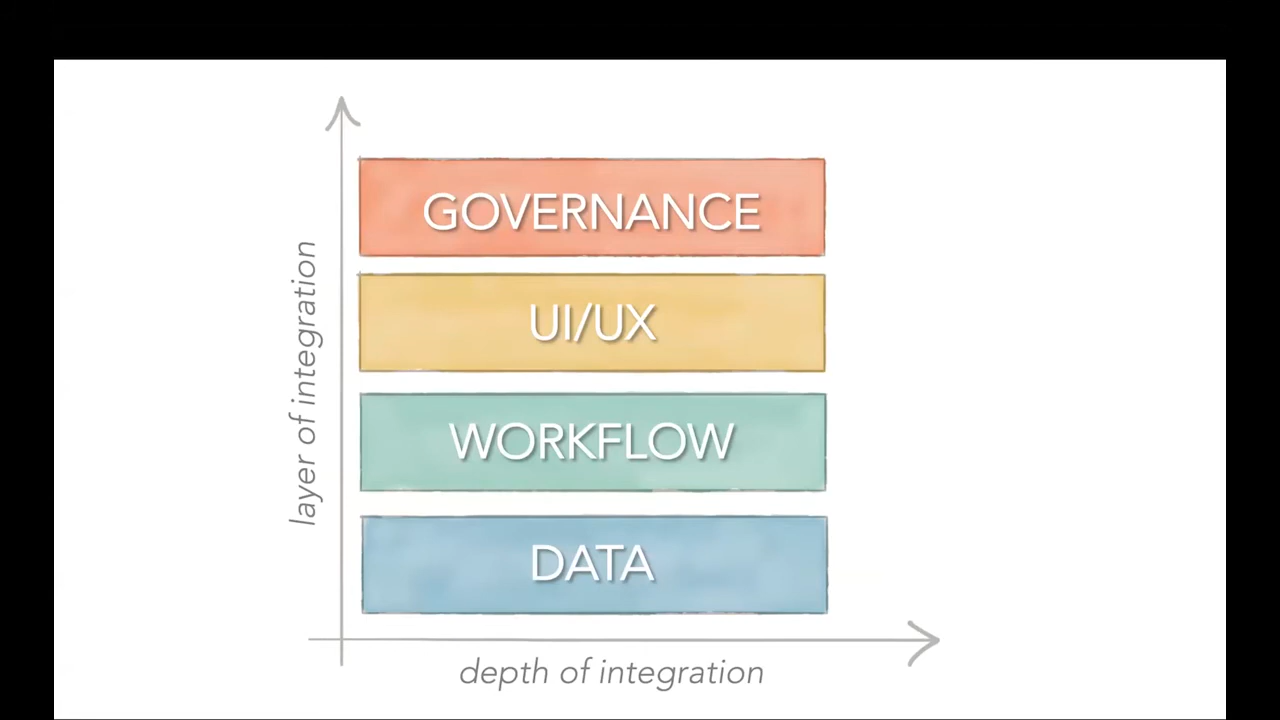 GOVERNANCE
UI/UX
WORKFLOW
DATA
layer of integration
depth of integration